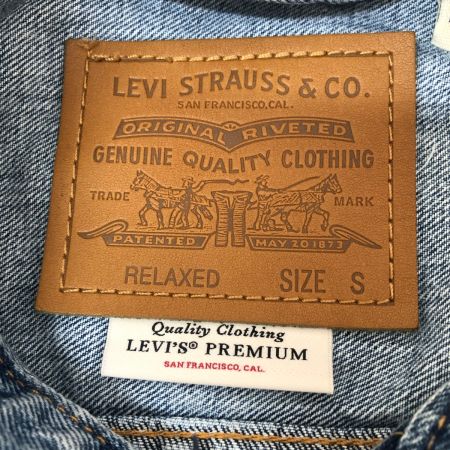 LEVI STRAUSS & CO.
SAN FRANCISCO, CAL.
ORIGINAL RIVETED
GENUINE QUALITY CLOTHING
TRADE MARK
PATENTED MAY 20 1873
RELAXED SIZE S
Quality Clothing
LEVI'S® PREMIUM
SAN FRANCISCO, CAL.